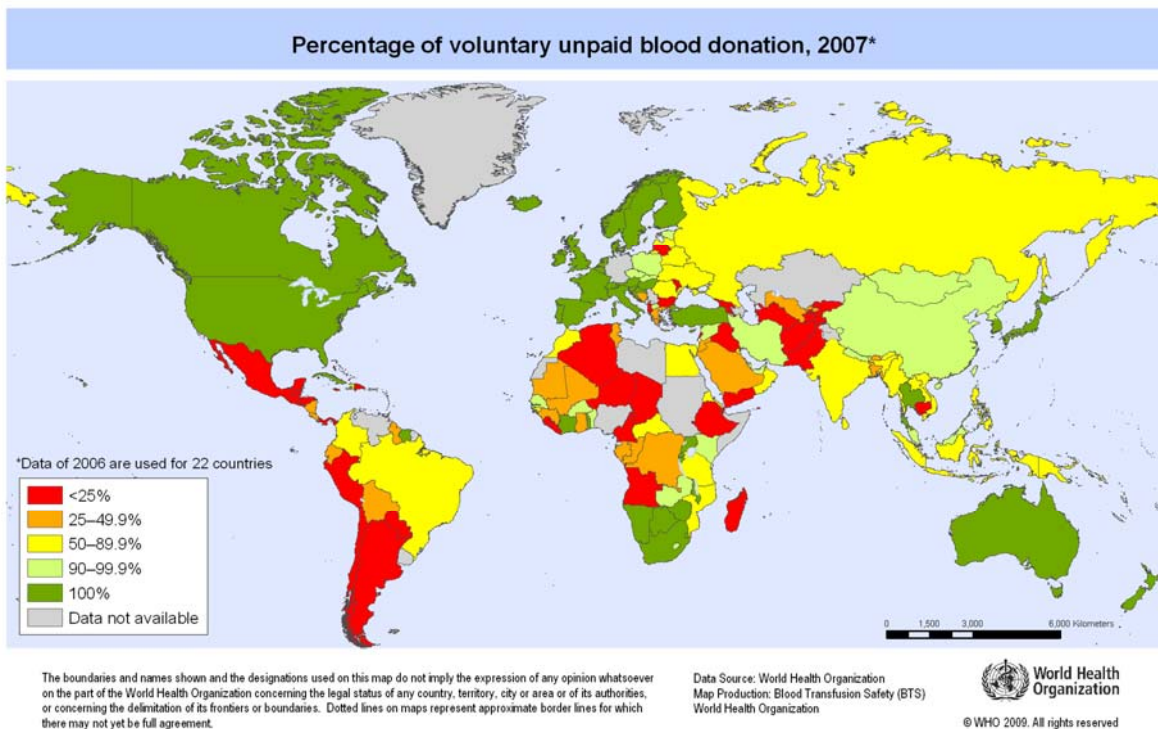 Percentage of voluntary unpaid blood donation, 2007*
*Data of 2006 are used for 22 countries
<25%
25–49.9%
50–89.9%
90–99.9%
100%
Data not available
0 1,500 3,000 6,000 Kilometers
The boundaries and names shown and the designations used on this map do not imply the expression of any opinion whatsoever
on the part of the World Health Organization concerning the legal status of any country, territory, city or area or of its authorities,
or concerning the delimitation of its frontiers or boundaries. Dotted lines on maps represent approximate border lines for which
there may not yet be full agreement.
Data Source: World Health Organization
Map Production: Blood Transfusion Safety (BTS)
World Health Organization
World Health
Organization
© WHO 2009. All rights reserved